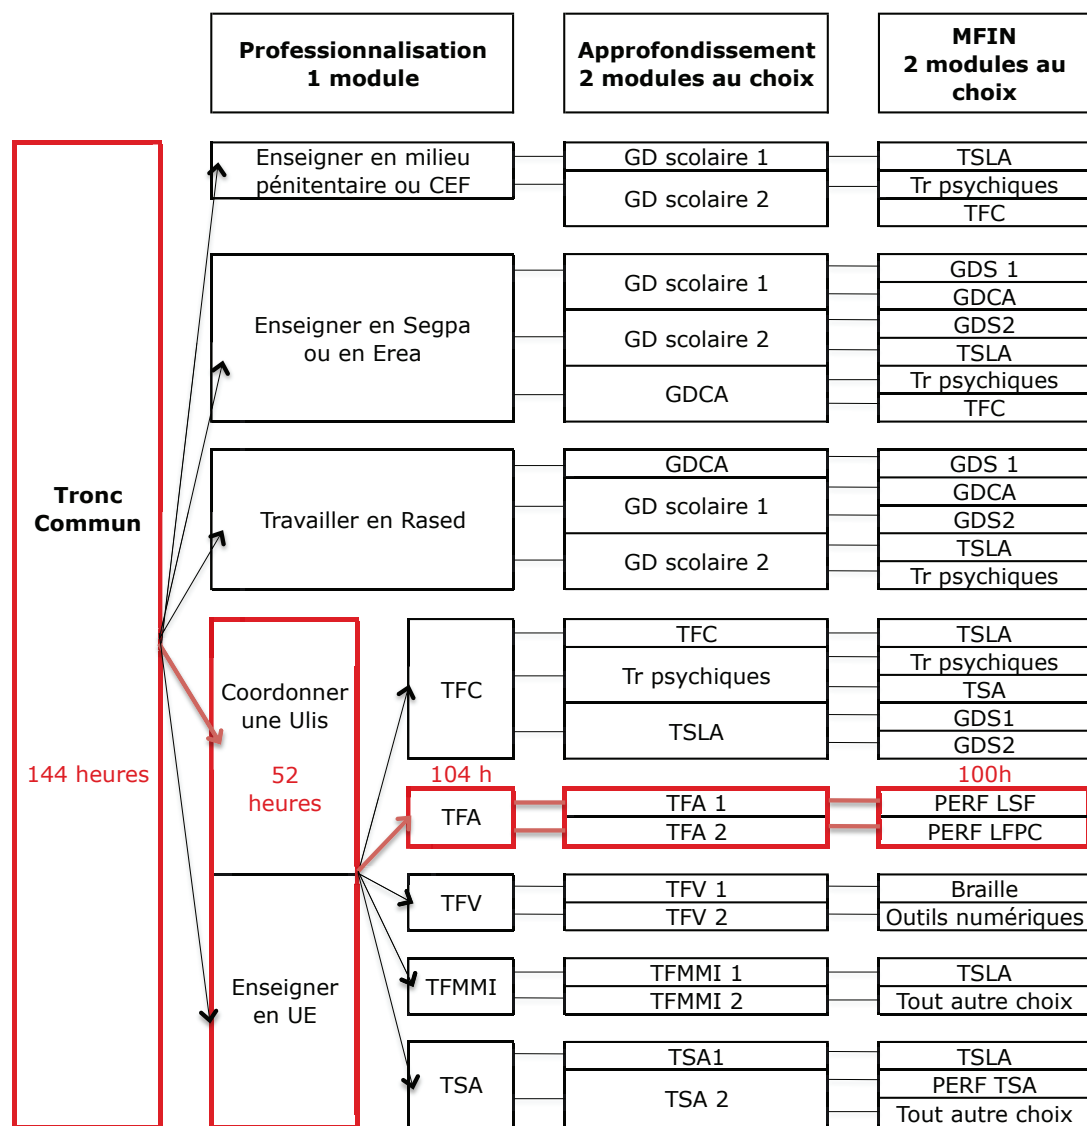 Professionnalisation
1 module
Approfondissement
2 modules au choix
MFIN
2 modules au
choix
Tronc
Commun
144 heures
Enseigner en milieu
pénitentaire ou CEF
GD scolaire 1
GD scolaire 2
TSLA
Tr psychiques
TFC
Enseigner en Segpa
ou en Erea
GD scolaire 1
GD scolaire 2
GDCA
GDS 1
GDCA
GDS2
TSLA
Tr psychiques
TFC
Travailler en Rased
GDCA
GD scolaire 1
GD scolaire 2
GDS 1
GDCA
GDS2
TSLA
Tr psychiques
Coordonner
une Ulis
52
heures
Enseigner
en UE
TFC
TFC
Tr psychiques
TSLA
TSLA
Tr psychiques
TSA
GDS1
GDS2
104 h
100h
TFA
TFA 1
TFA 2
PERF LSF
PERF LFPC
TFV
TFV 1
TFV 2
Braille
Outils numériques
TFMMI
TFMMI 1
TFMMI 2
TSLA
Tout autre choix
TSA
TSA1
TSA 2
TSLA
PERF TSA
Tout autre choix